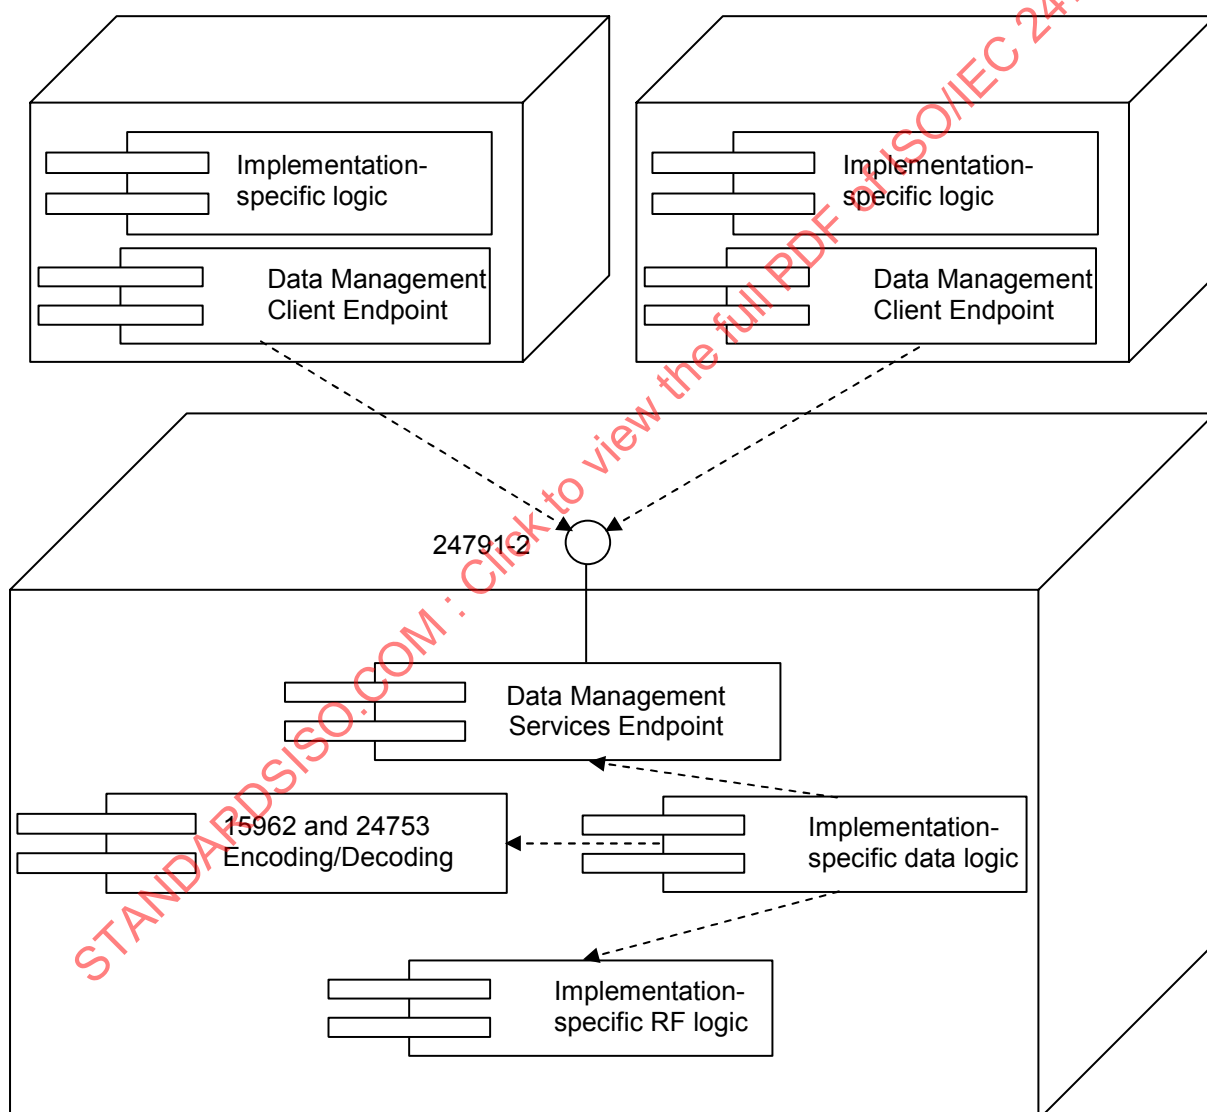 Implementation-
specific logic
Data Management
Client Endpoint
Implementation-
specific logic
Data Management
Client Endpoint
24791-2
Data Management
Services Endpoint
15962 and 24753
Encoding/Decoding
Implementation-
specific data logic
Implementation-
specific RF logic
STANDARDSISO.COM : Click to view the full PDF of ISO/IEC